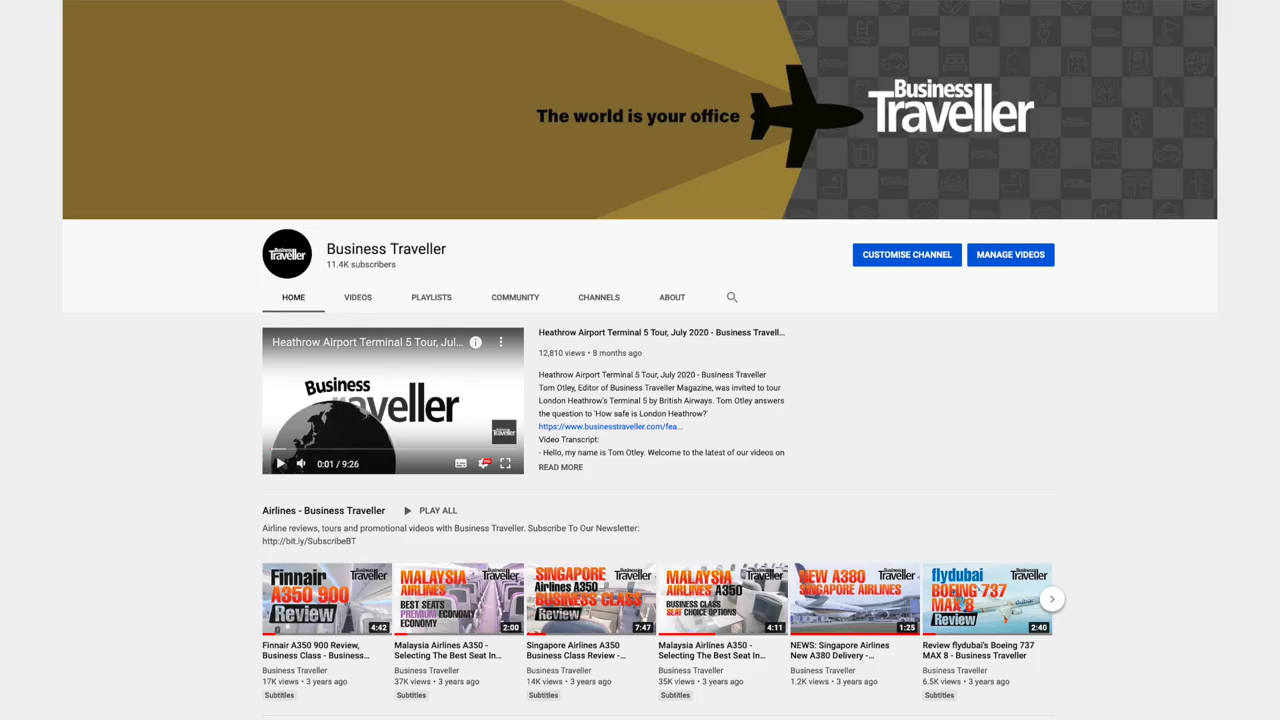 The world is your office
Business
Traveller
Business
Traveller
Business Traveller
11.4K subscribers
CUSTOMISE CHANNEL
MANAGE VIDEOS
HOME
VIDEOS
PLAYLISTS
COMMUNITY
CHANNELS
ABOUT
Heathrow Airport Terminal 5 Tour, Jul...
Business
Traveller
Traveller
0:01 / 9:26
Heathrow Airport Terminal 5 Tour, July 2020 - Business Travell...
12,810 views • 8 months ago
Heathrow Airport Terminal 5 Tour, July 2020 - Business Traveller
Tom Otley, Editor of Business Traveller Magazine, was invited to tour
London Heathrow's Terminal 5 by British Airways. Tom Otley answers
the question to 'How safe is London Heathrow?'
https://www.businesstraveller.com/fea...
Video Transcript:
- Hello, my name is Tom Otley. Welcome to the latest of our videos on
READ MORE
Airlines - Business Traveller
PLAY ALL
Airline reviews, tours and promotional videos with Business Traveller. Subscribe To Our Newsletter:
http://bit.ly/SubscribeBT
Finnair
A350 900
Review
Traveller
4:42
Finnair A350 900 Review,
Business Class - Business...
Business Traveller
17K views • 3 years ago
Subtitles
MALAYSIA
AIRLINES
BEST SEATS
PREMIUM ECONOMY
ECONOMY
Traveller
2:00
Malaysia Airlines A350 -
Selecting The Best Seat In...
Business Traveller
37K views • 3 years ago
Subtitles
SINGAPORE
Airlines A350
BUSINESS CLASS
Review
Traveller
7:47
Singapore Airlines A350
Business Class Review -...
Business Traveller
14K views • 3 years ago
Subtitles
MALAYSIA
AIRLINES A350
BUSINESS CLASS
SEAT CHOICE OPTIONS
Traveller
4:11
Malaysia Airlines A350 -
Selecting The Best Seat In...
Business Traveller
35K views • 3 years ago
Subtitles
NEW A380
SINGAPORE AIRLINES
Traveller
1:25
NEWS: Singapore Airlines
New A380 Delivery -...
Business Traveller
1.2K views • 3 years ago
flydubai
BOEING 737
MAX 8
Review
Traveller
2:40
Review flydubai's Boeing 737
MAX 8 - Business Traveller
Business Traveller
6.5K views • 3 years ago
Subtitles